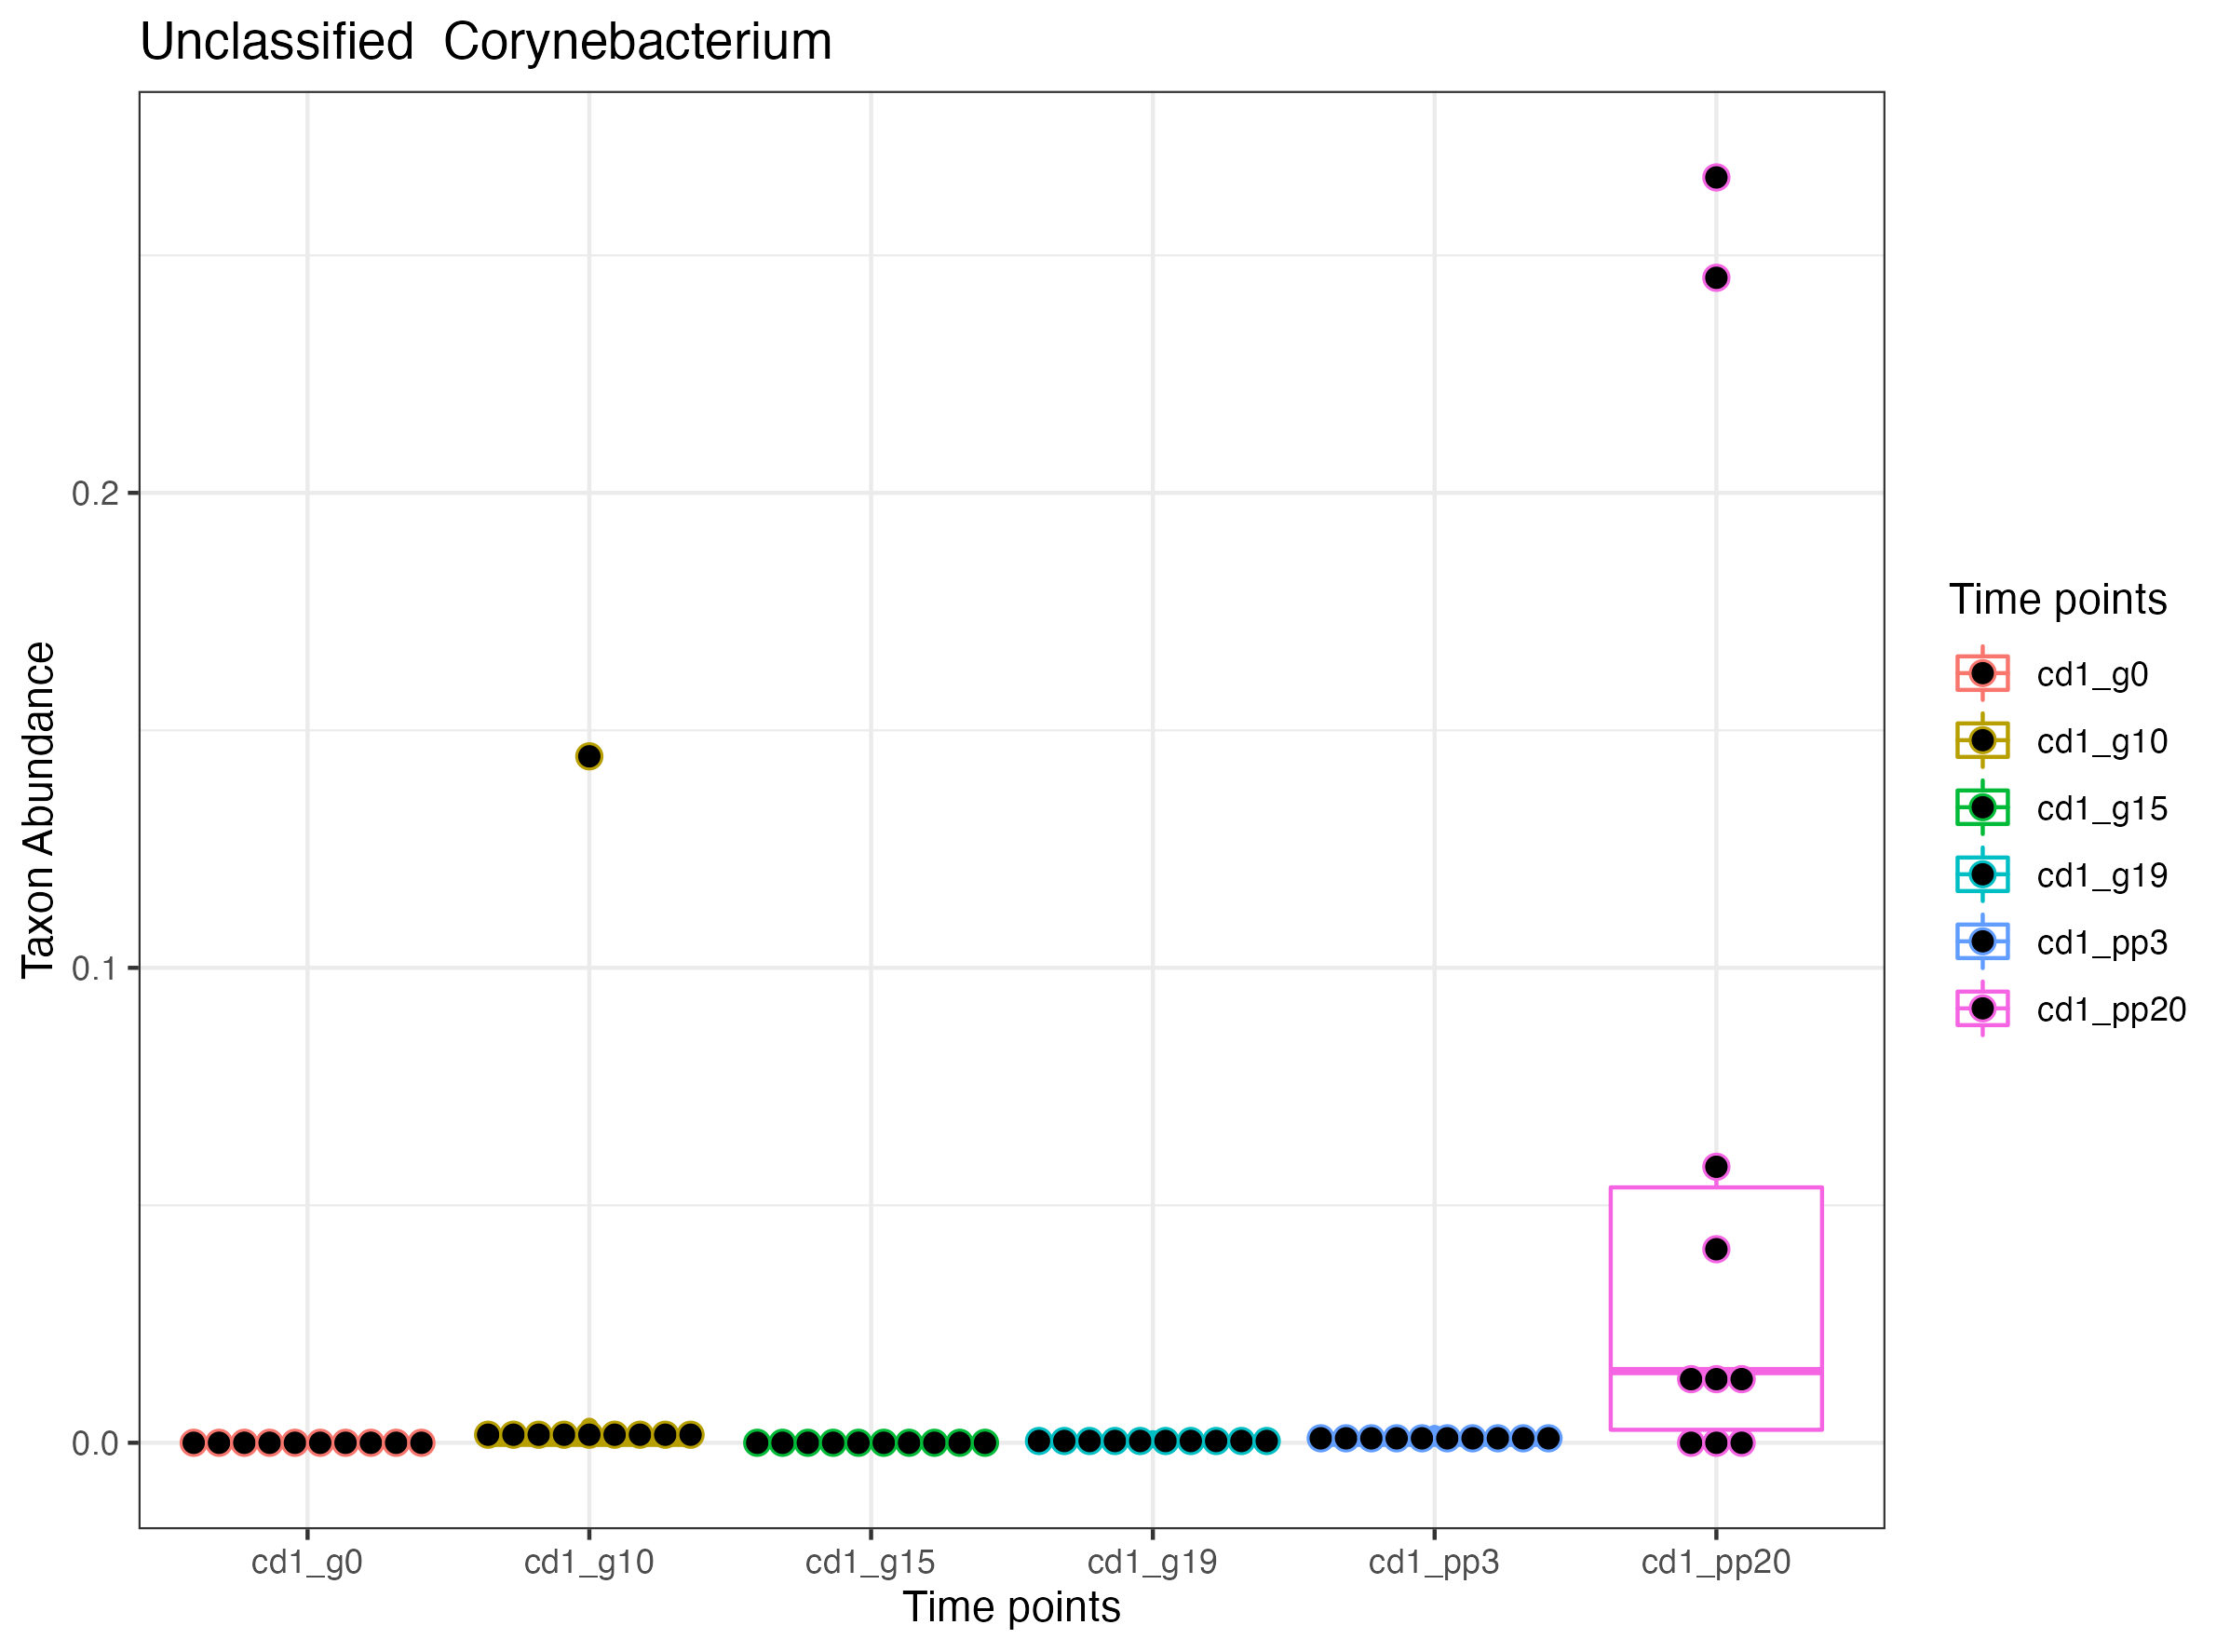 Unclassified  Corynebacterium
Taxon Abundance
0.2
0.1
0.0
cd1_g0 cd1_g10 cd1_g15 cd1_g19 cd1_pp3 cd1_pp20
Time points
Time points
cd1_g0
cd1_g10
cd1_g15
cd1_g19
cd1_pp3
cd1_pp20